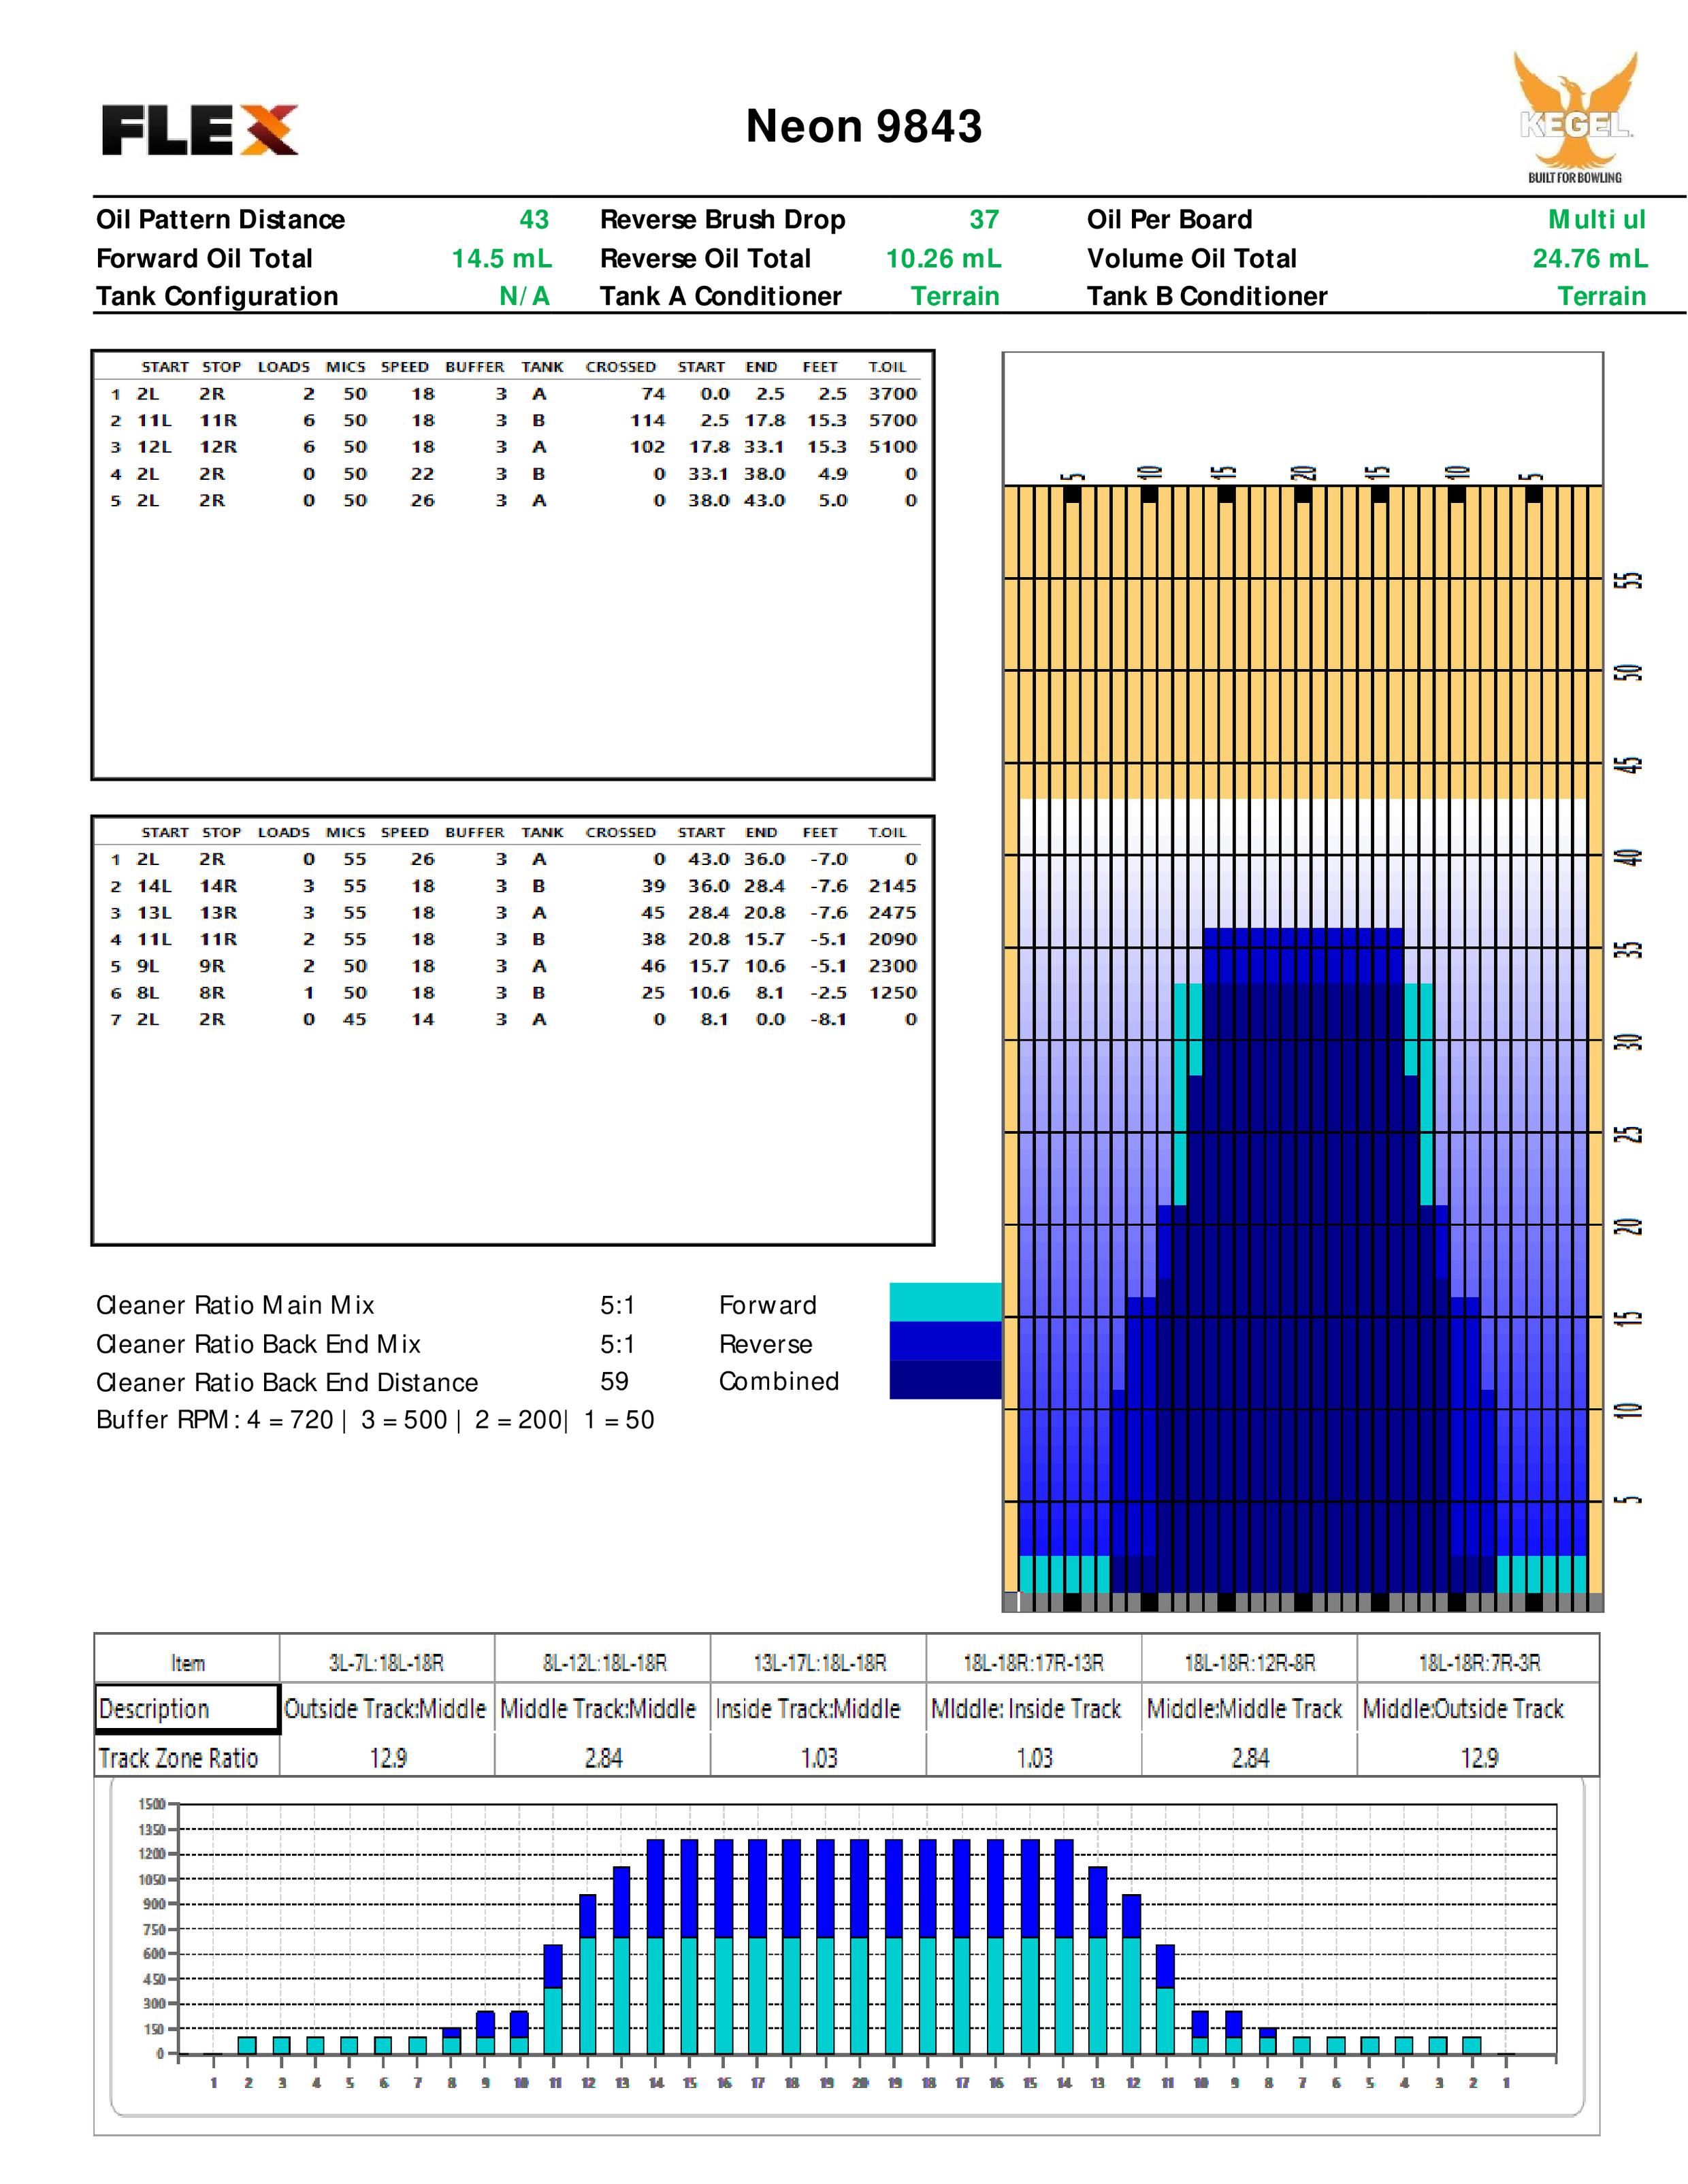 FLEX
Neon 9843
KEGEL
BUILT FOR BOWLING
Oil Pattern Distance 43 Reverse Brush Drop 37 Oil Per Board Multi ul
Forward Oil Total 14.5 mL Reverse Oil Total 10.26 mL Volume Oil Total 24.76 mL
Tank Configuration N/A Tank A Conditioner Terrain Tank B Conditioner Terrain
START STOP LOADS MICS SPEED BUFFER TANK CROSSED START END FEET T.OIL
1 2L 2R 2 50 18 3 A 74 0.0 2.5 2.5 3700
2 11L 11R 6 50 18 3 B 114 2.5 17.8 15.3 5700
3 12L 12R 6 50 18 3 A 102 17.8 33.1 15.3 5100
4 2L 2R 0 50 22 3 B 0 33.1 38.0 4.9 0
5 2L 2R 0 50 26 3 A 0 38.0 43.0 5.0 0
START STOP LOADS MICS SPEED BUFFER TANK CROSSED START END FEET T.OIL
1 2L 2R 0 55 26 3 A 0 43.0 36.0 -7.0 0
2 14L 14R 3 55 18 3 B 39 36.0 28.4 -7.6 2145
3 13L 13R 3 55 18 3 A 45 28.4 20.8 -7.6 2475
4 11L 11R 2 55 18 3 B 38 20.8 15.7 -5.1 2090
5 9L 9R 2 50 18 3 A 46 15.7 10.6 -5.1 2300
6 8L 8R 1 50 18 3 B 25 10.6 8.1 -2.5 1250
7 2L 2R 0 45 14 3 A 0 8.1 0.0 -8.1 0
Cleaner Ratio Main Mix 5:1 Forward
Cleaner Ratio Back End Mix 5:1 Reverse
Cleaner Ratio Back End Distance 59 Combined
Buffer RPM: 4 = 720 | 3 = 500 | 2 = 200| 1 = 50
5 10 15 20 15 10 5
55
50
45
40
35
30
25
20
15
10
5
Item 3L-7L:18L-18R 8L-12L:18L-18R 13L-17L:18L-18R 18L-18R:17R-13R 18L-18R:12R-8R 18L-18R:7R-3R
Description Outside Track:Middle Middle Track:Middle Inside Track:Middle MIddle: Inside Track Middle:Middle Track Middle:Outside Track
Track Zone Ratio 12.9 2.84 1.03 1.03 2.84 12.9
1500
1350
1200
1050
900
750
600
450
300
150
0
1 2 3 4 5 6 7 8 9 10 11 12 13 14 15 16 17 18 19 20 19 18 17 16 15 14 13 12 11 10 9 8 7 6 5 4 3 2 1